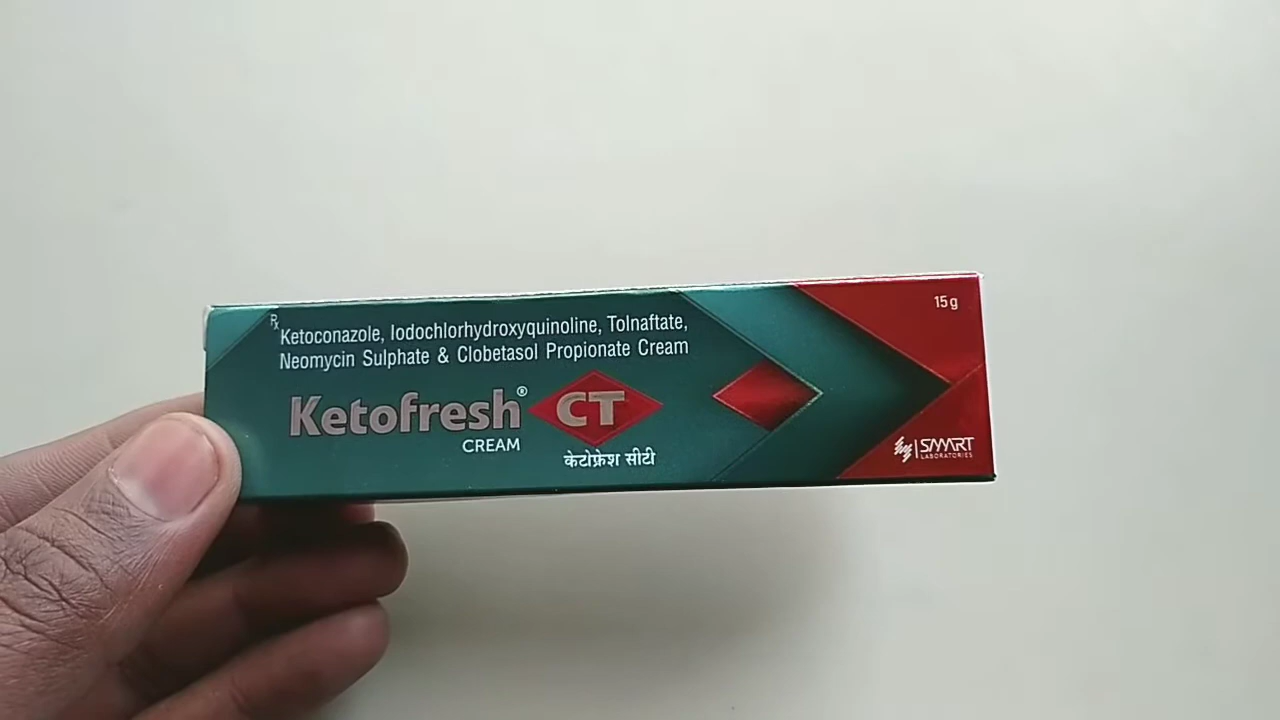 15g
Rx Ketoconazole, Iodochlorhydroxyquinoline, Tolnaftate,
Neomycin Sulphate & Clobetasol Propionate Cream
Ketofresh® CT
CREAM
केटोफ्रेश सीटी
SMART
LABORATORIES